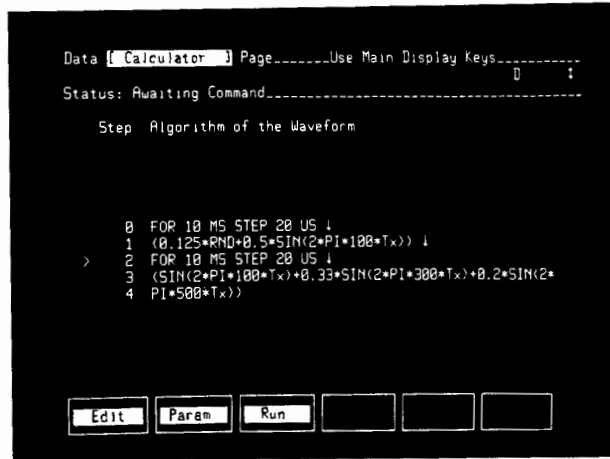 Data [ Calculator ] Page_______Use Main Display Keys__________
D ↕
Status: Awaiting Command______________________________________
Step Algorithm of the Waveform
0 FOR 10 MS STEP 20 US ↓
1 (0.125*RND+0.5*SIN(2*PI*100*Tx)) ↓
> 2 FOR 10 MS STEP 20 US ↓
3 (SIN(2*PI*100*Tx)+0.33*SIN(2*PI*300*Tx)+0.2*SIN(2*
4 PI*500*Tx))
Edit Param Run